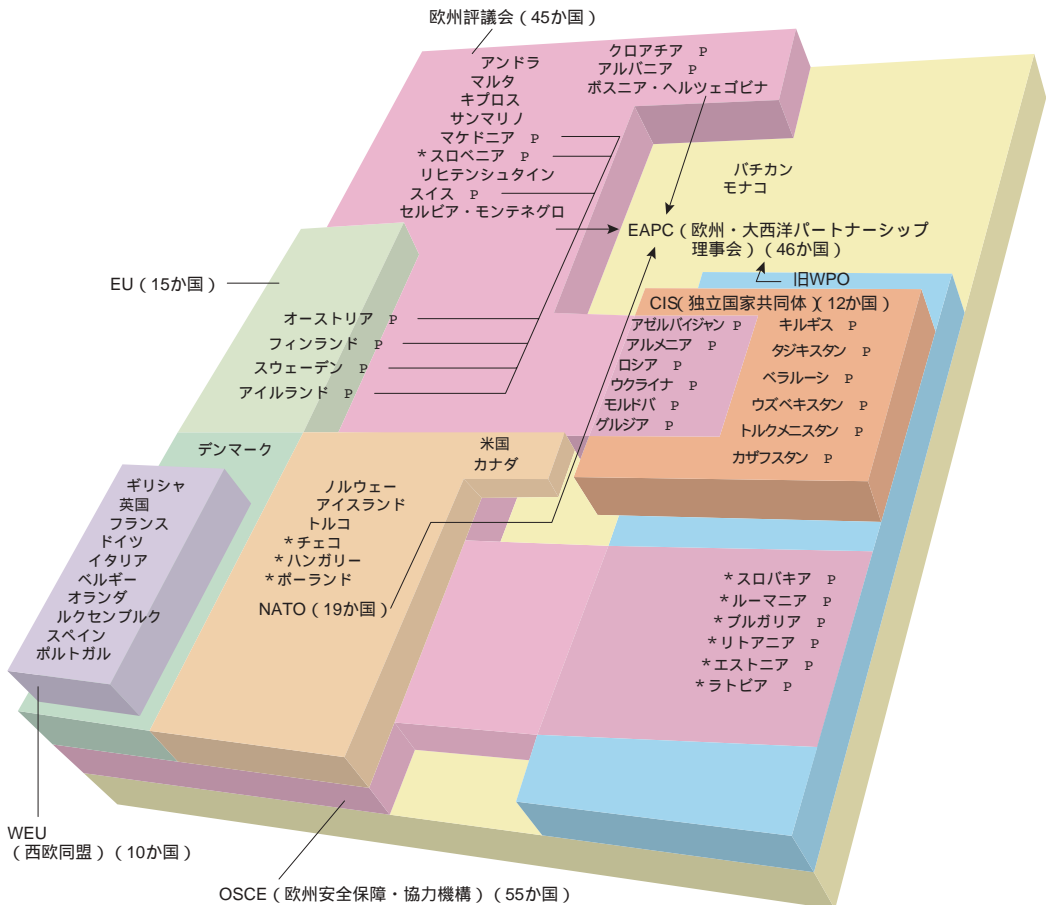 欧州評議会(45か国)
アンドラ
マルタ
キプロス
サンマリノ
マケドニア P
*スロベニア P
リヒテンシュタイン
スイス P
セルビア・モンテネグロ
クロアチア P
アルバニア P
ボスニア・ヘルツェゴビナ
バチカン
モナコ
EAPC(欧州・大西洋パートナーシップ
理事会)(46か国)
旧WPO
EU(15か国)
オーストリア P
フィンランド P
スウェーデン P
アイルランド P
CIS(独立国家共同体)(12か国)
アゼルバイジャン P
アルメニア P
ロシア P
ウクライナ P
モルドバ P
グルジア P
キルギス P
タジキスタン P
ベラルーシ P
ウズベキスタン P
トルクメニスタン P
カザフスタン P
デンマーク
米国
カナダ
ギリシャ
英国
フランス
ドイツ
イタリア
ベルギー
オランダ
ルクセンブルク
スペイン
ポルトガル
ノルウェー
アイスランド
トルコ
*チェコ
*ハンガリー
*ポーランド
NATO(19か国)
*スロバキア P
*ルーマニア P
*ブルガリア P
*リトアニア P
*エストニア P
*ラトビア P
WEU
(西欧同盟)(10か国)
OSCE(欧州安全保障・協力機構)(55か国)